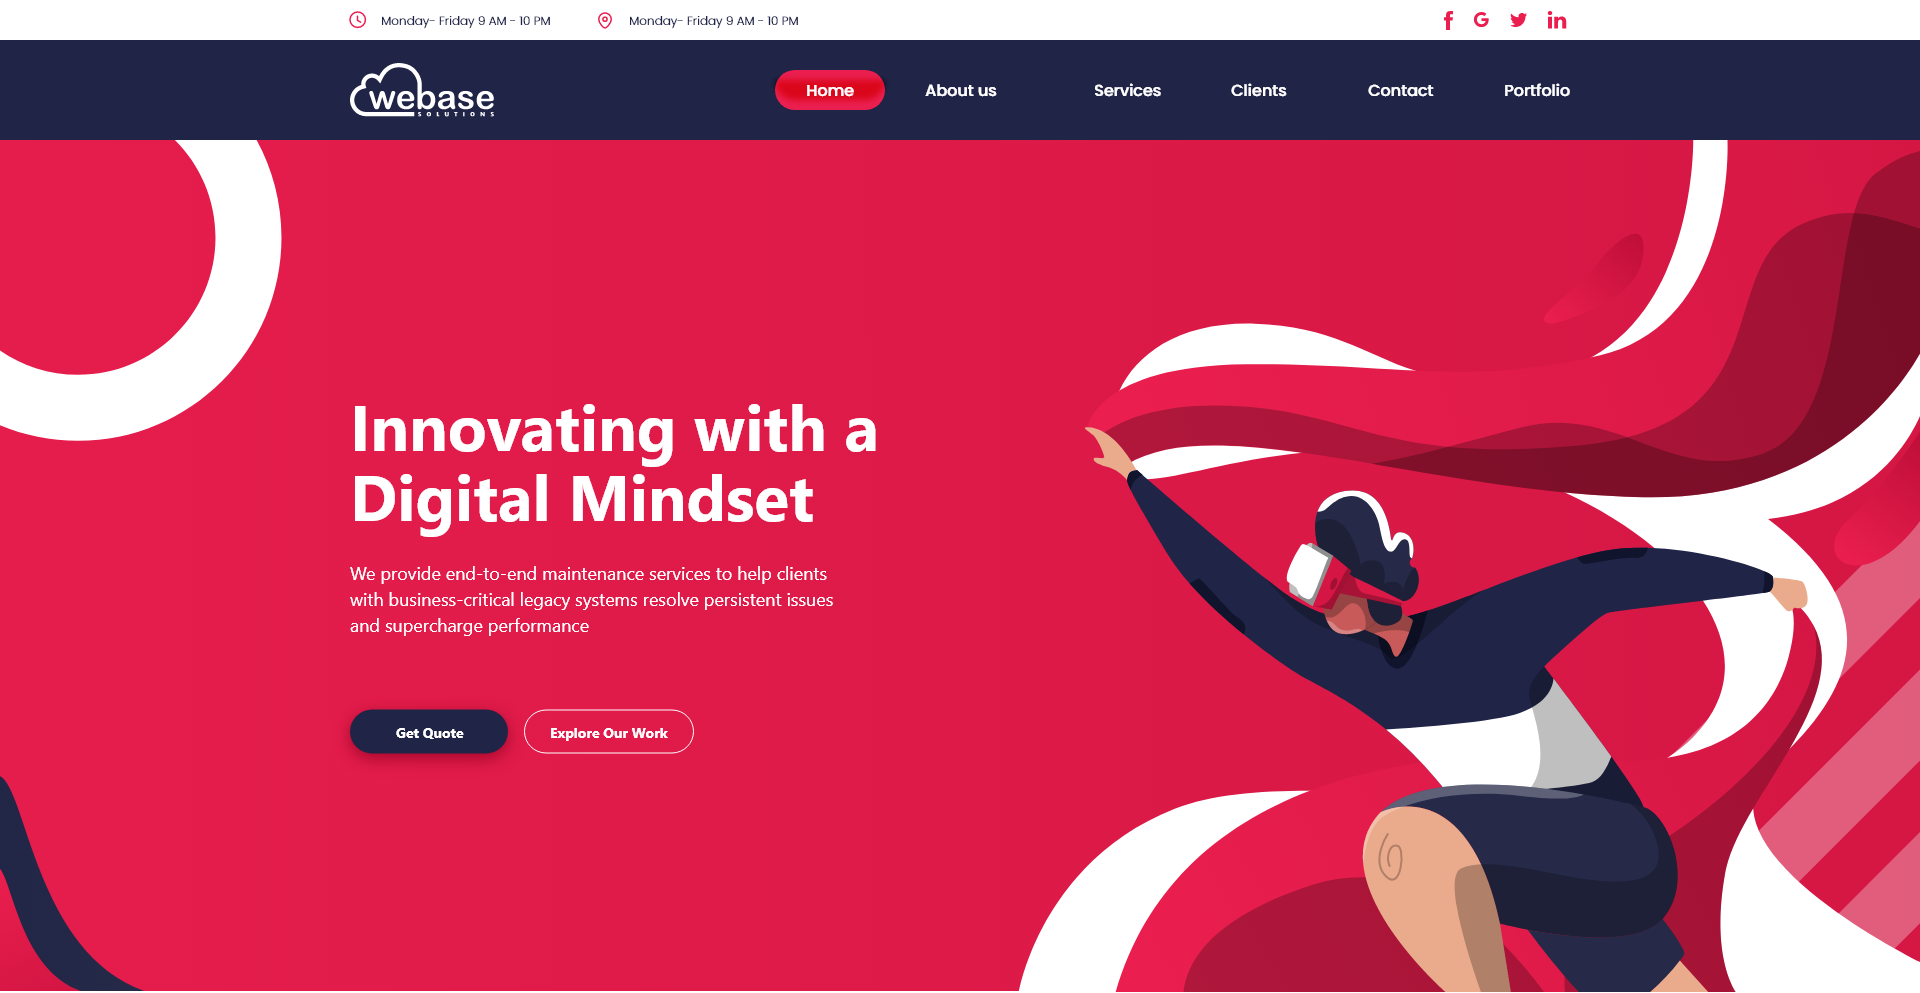 Monday- Friday 9 AM - 10 PM
Monday- Friday 9 AM - 10 PM
webase
SOLUTIONS
Home
About us
Services
Clients
Contact
Portfolio
Innovating with a
Digital Mindset
We provide end-to-end maintenance services to help clients
with business-critical legacy systems resolve persistent issues
and supercharge performance
Get Quote
Explore Our Work